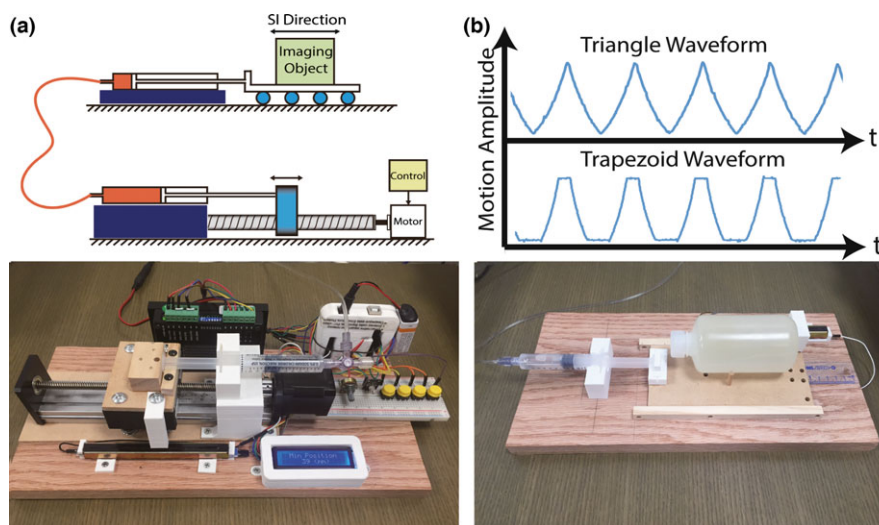 (a)
SI Direction
Imaging
Object
Control
Motor
(b)
Motion Amplitude
Triangle Waveform
t
Trapezoid Waveform
t
Min Position